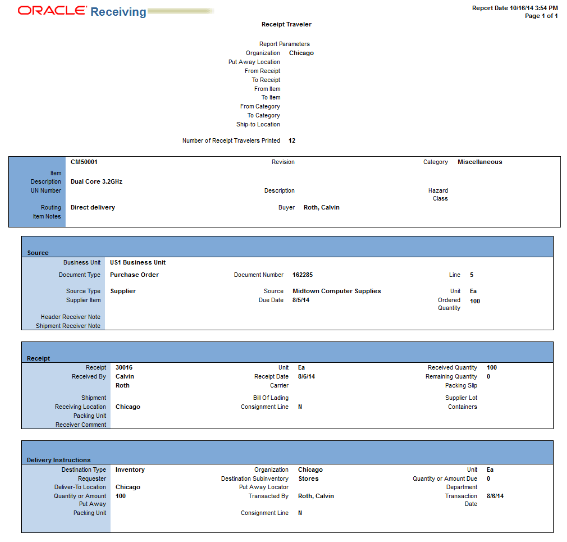 ORACLE Receiving
Report Date 10/16/14 3:54 PM
Page 1 of 1
Receipt Traveler
Report Parameters
Organization Chicago
Put Away Location
From Receipt
To Receipt
From Item
To Item
From Category
To Category
Ship-to Location
Number of Receipt Travelers Printed 12
CM50001 Revision Category Miscellaneous
Item
Description Dual Core 3.2GHz
UN Number Description Hazard
Class
Routing Direct delivery Buyer Roth, Calvin
Item Notes
Source
Business Unit US1 Business Unit
Document Type Purchase Order Document Number 162285 Line 5
Source Type Supplier Source Midtown Computer Supplies Unit Ea
Supplier Item Due Date 8/5/14 Ordered 100
Quantity
Header Receiver Note
Shipment Receiver Note
Receipt
Receipt 30016 Unit Ea Received Quantity 100
Received By Calvin Receipt Date 8/6/14 Remaining Quantity 0
Roth Carrier Packing Slip
Shipment Bill Of Lading Supplier Lot
Receiving Location Chicago Consignment Line N Containers
Packing Unit
Receiver Comment
Delivery Instructions
Destination Type Inventory Organization Chicago Unit Ea
Requester Destination Subinventory Stores Quantity or Amount Due 0
Deliver-To Location Chicago Put Away Locator Department
Quantity or Amount 100 Transacted By Roth, Calvin Transaction 8/6/14
Put Away Date
Packing Unit Consignment Line N